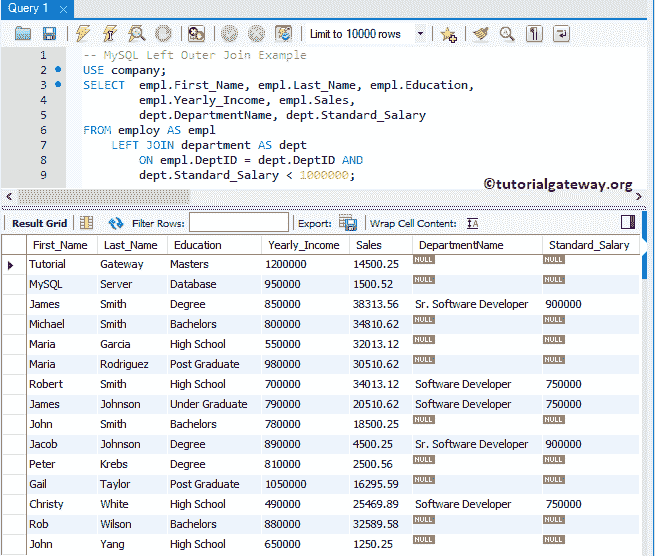 Query 1
Limit to 10000 rows
1 -- MySQL Left Outer Join Example
2 USE company;
3 SELECT empl.First_Name, empl.Last_Name, empl.Education,
4 empl.Yearly_Income, empl.Sales,
5 dept.DepartmentName, dept.Standard_Salary
6 FROM employ AS empl
7 LEFT JOIN department AS dept
8 ON empl.DeptID = dept.DeptID AND
9 dept.Standard_Salary < 1000000;
©tutorialgateway.org
Result Grid Filter Rows: Export: Wrap Cell Content: IA
First_Name Last_Name Education Yearly_Income Sales DepartmentName Standard_Salary
Tutorial Gateway Masters 1200000 14500.25 NULL NULL
MySQL Server Database 950000 1500.52 NULL NULL
James Smith Degree 850000 38313.56 Sr. Software Developer 900000
Michael Smith Bachelors 800000 34810.62 NULL NULL
Maria Garcia High School 550000 32013.12 NULL NULL
Maria Rodriguez Post Graduate 980000 30510.62 NULL NULL
Robert Smith High School 700000 34013.12 Software Developer 750000
James Johnson Under Graduate 790000 20510.62 Software Developer 750000
John Smith Bachelors 780000 18500.25 NULL NULL
Jacob Johnson Degree 890000 4500.25 Sr. Software Developer 900000
Peter Krebs Degree 810000 2500.56 NULL NULL
Gail Taylor Post Graduate 1050000 16295.59 NULL NULL
Christy White High School 490000 25469.89 Software Developer 750000
Rob Wilson Bachelors 880000 32589.58 NULL NULL
John Yang High School 650000 1250.25 NULL NULL